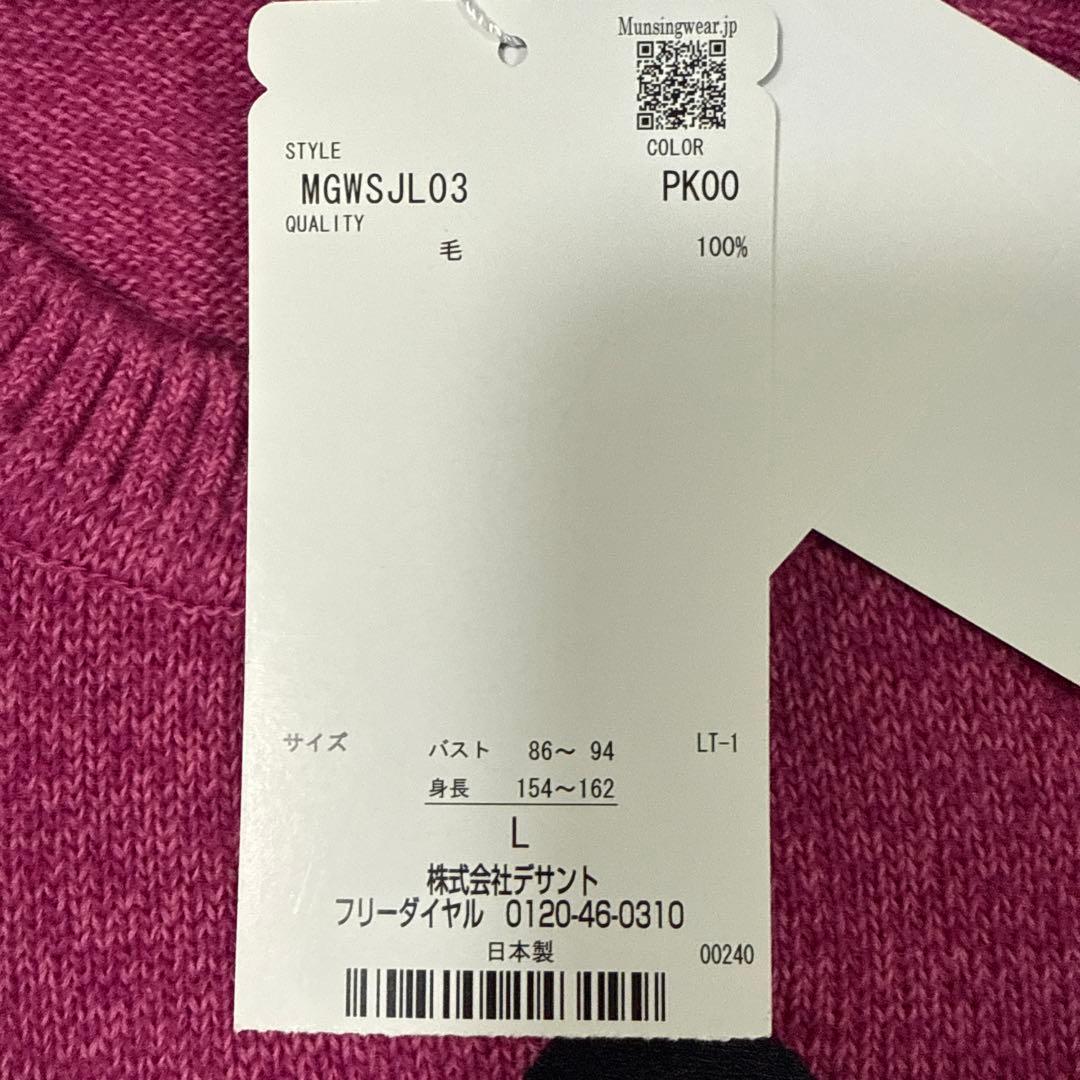 Munsingwear.jp
STYLE
COLOR
MGWSJL03
PK00
QUALITY
毛 100%
サイズ
バスト 86〜 94
LT-1
身長 154〜162
L
株式会社デサント
フリーダイヤル 0120-46-0310
日本製
00240